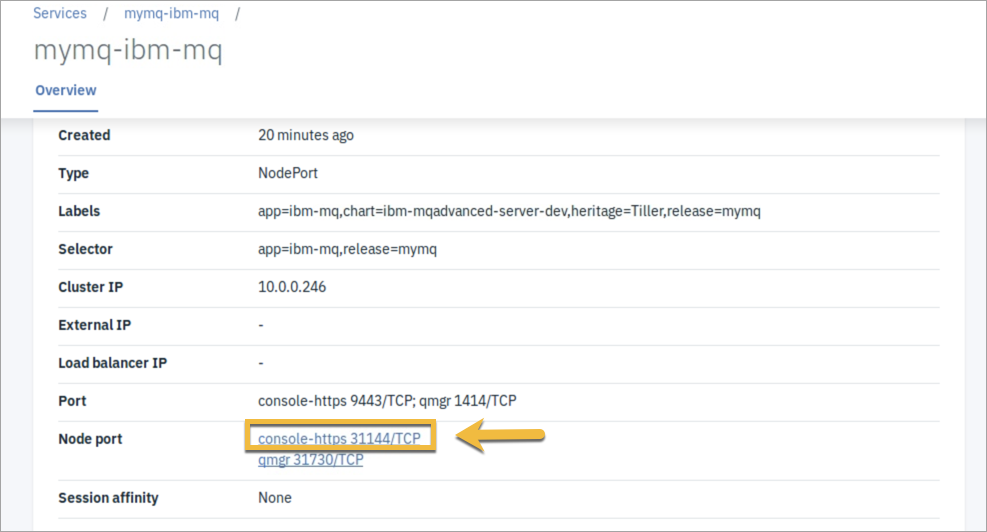 Services / mymq-ibm-mq /
mymq-ibm-mq
Overview
Created 20 minutes ago
Type NodePort
Labels app=ibm-mq,chart=ibm-mqadvanced-server-dev,heritage=Tiller,release=mymq
Selector app=ibm-mq,release=mymq
Cluster IP 10.0.0.246
External IP -
Load balancer IP -
Port console-https 9443/TCP; qmgr 1414/TCP
Node port console-https 31144/TCP
qmgr 31730/TCP
Session affinity None